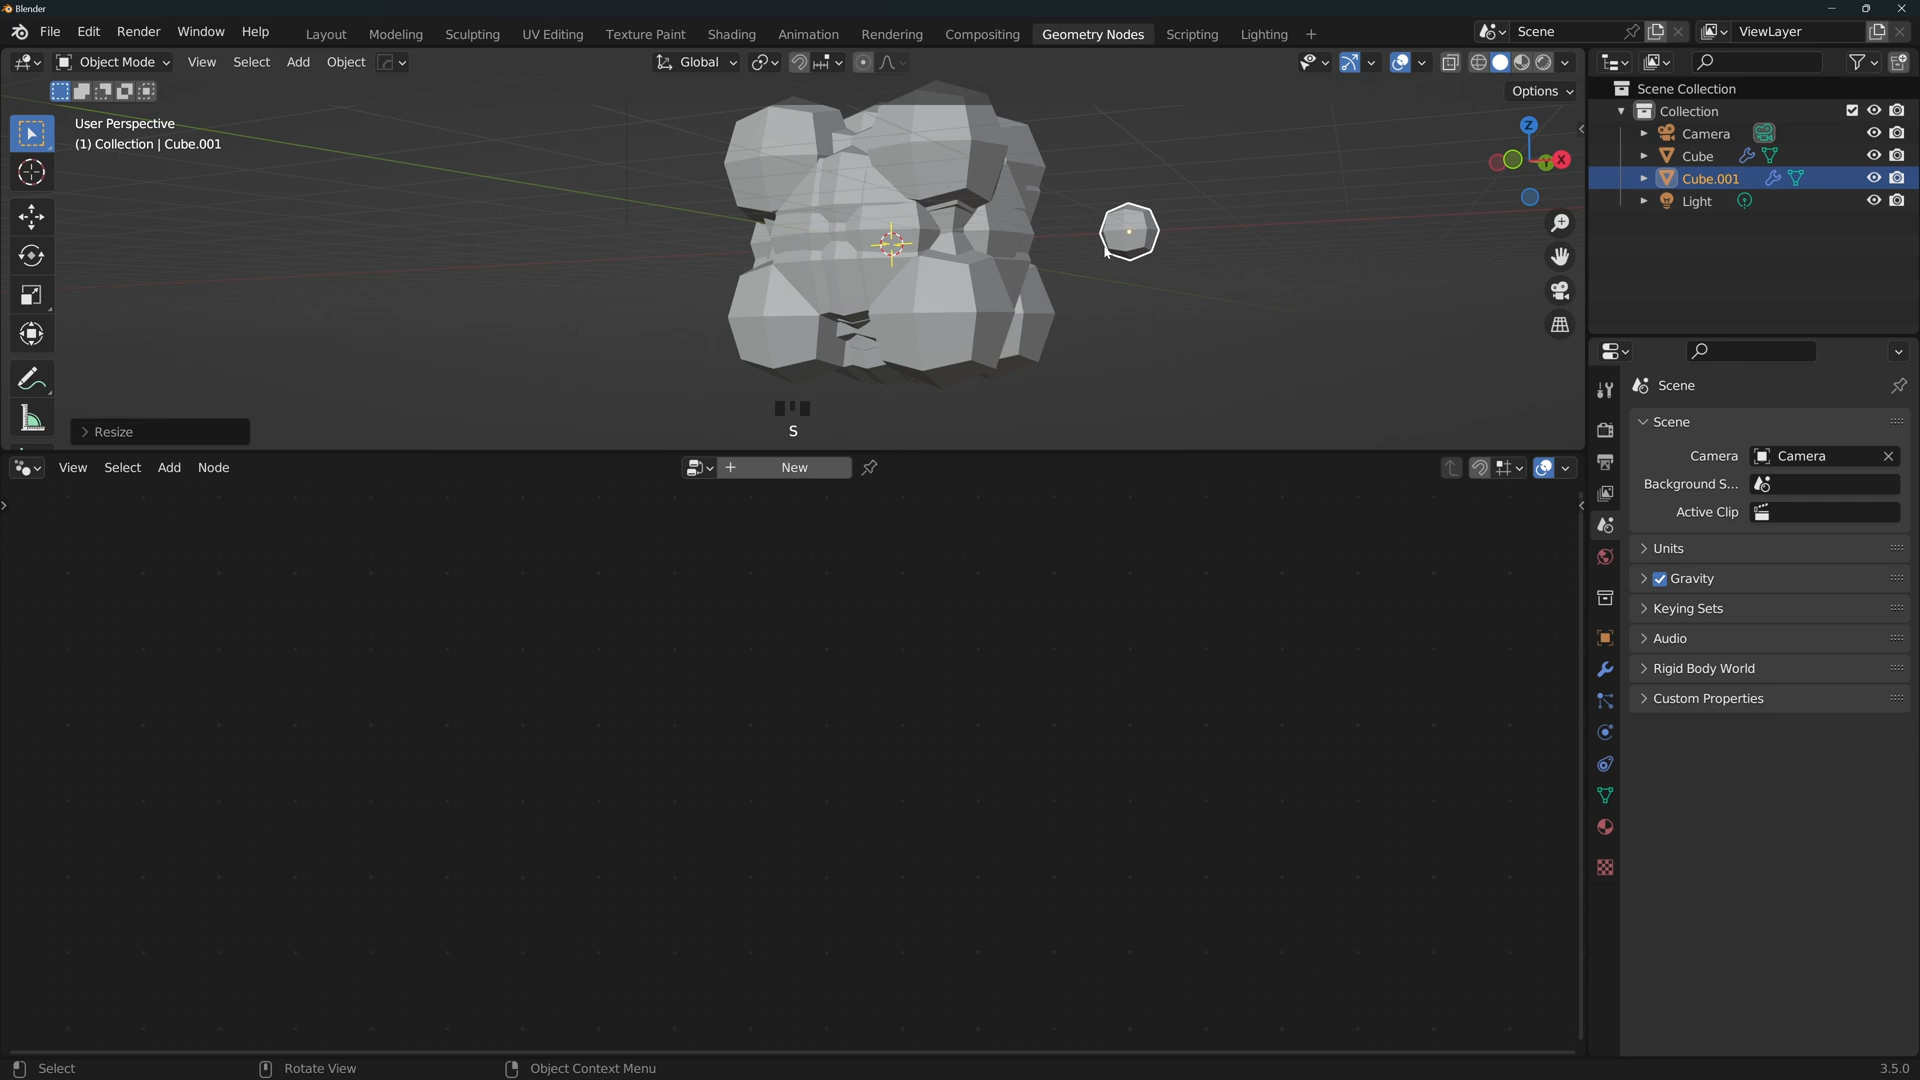 Blender
File Edit Render Window Help
Layout Modeling Sculpting UV Editing Texture Paint Shading Animation Rendering Compositing Geometry Nodes Scripting Lighting +
Scene
ViewLayer
Object Mode View Select Add Object
Global
Options
User Perspective
(1) Collection | Cube.001
Z
X
Y
Resize
S
Scene Collection
Collection
Camera
Cube
Cube.001
Light
View Select Add Node
+ New
Scene
Scene
Camera Camera
Background S...
Active Clip
Units
Gravity
Keying Sets
Audio
Rigid Body World
Custom Properties
Select
Rotate View
Object Context Menu
3.5.0